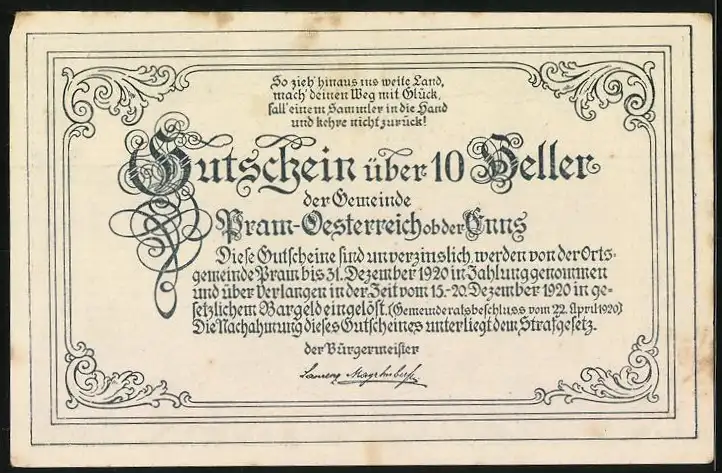 So zieh' hinaus ins weite Land,
mach' deinen Weg mit Glück,
fall' einem Sammler in die Hand
und kehre nicht zurück!
Gutschein über 10 Heller
der Gemeinde
Pram-Oesterreich ob der Enns
Diese Gutscheine sind unverzinslich, werden von der Orts-
gemeinde Pram bis 31. Dezember 1920 in Zahlung genommen
und über Verlangen in der Zeit vom 15.-20. Dezember 1920 in ge-
setzlichem Bargeld eingelöst. (Gemeinderatsbeschluss vom 22. April 1920)
Die Nachahmung dieses Gutscheines unterliegt dem Strafgesetz.
der Bürgermeister